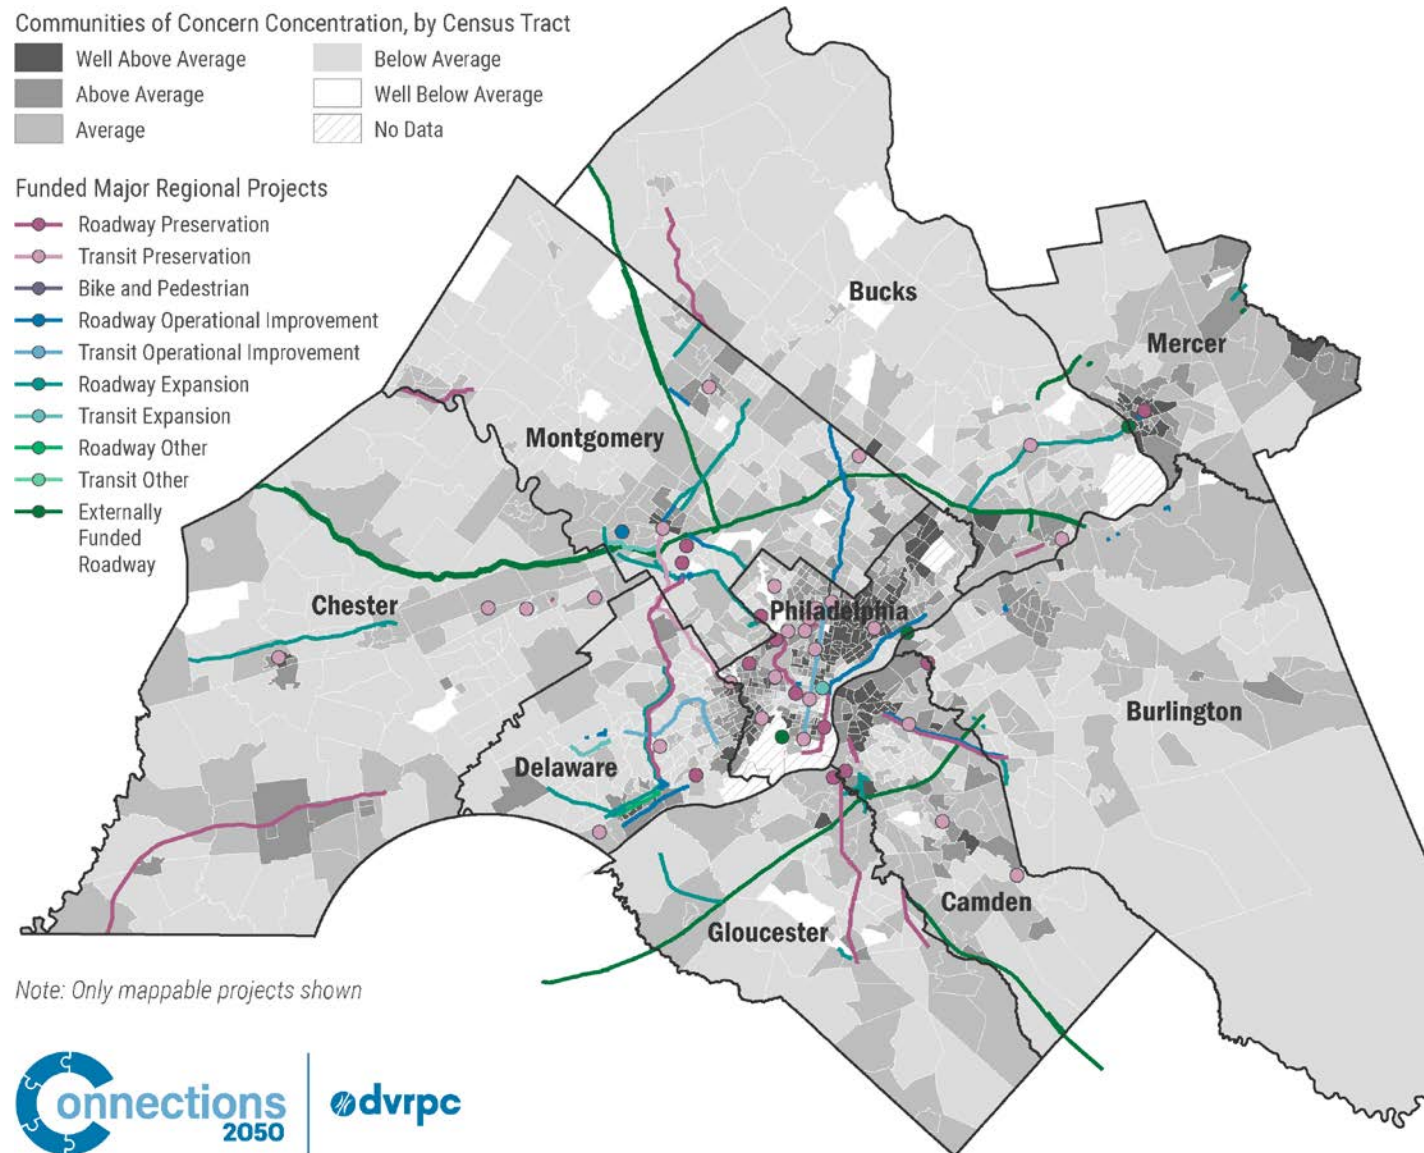 Communities of Concern Concentration, by Census Tract
Well Above Average
Below Average
Above Average
Well Below Average
Average
No Data
Funded Major Regional Projects
Roadway Preservation
Transit Preservation
Bike and Pedestrian
Roadway Operational Improvement
Transit Operational Improvement
Roadway Expansion
Transit Expansion
Roadway Other
Transit Other
Externally
Funded
Roadway
Bucks
Mercer
Montgomery
Chester
Philadelphia
Burlington
Delaware
Camden
Gloucester
Note: Only mappable projects shown
Connections
2050
dvrpc